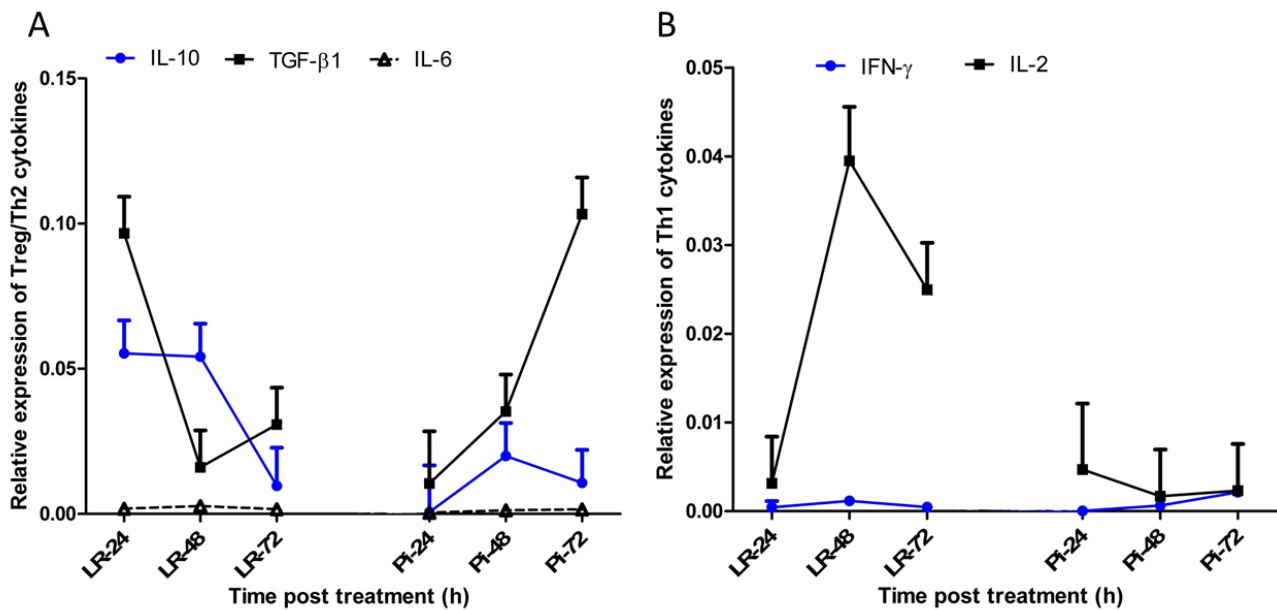 A
IL-10 TGF-β1 IL-6
Relative expression of Treg/Th2 cytokines
0.15
0.10
0.05
0.00
LR-24 LR-48 LR-72 Pi-24 Pi-48 Pi-72
Time post treatment (h)
B
IFN-γ IL-2
Relative expression of Th1 cytokines
0.05
0.04
0.03
0.02
0.01
0.00
LR-24 LR-48 LR-72 Pi-24 Pi-48 Pi-72
Time post treatment (h)